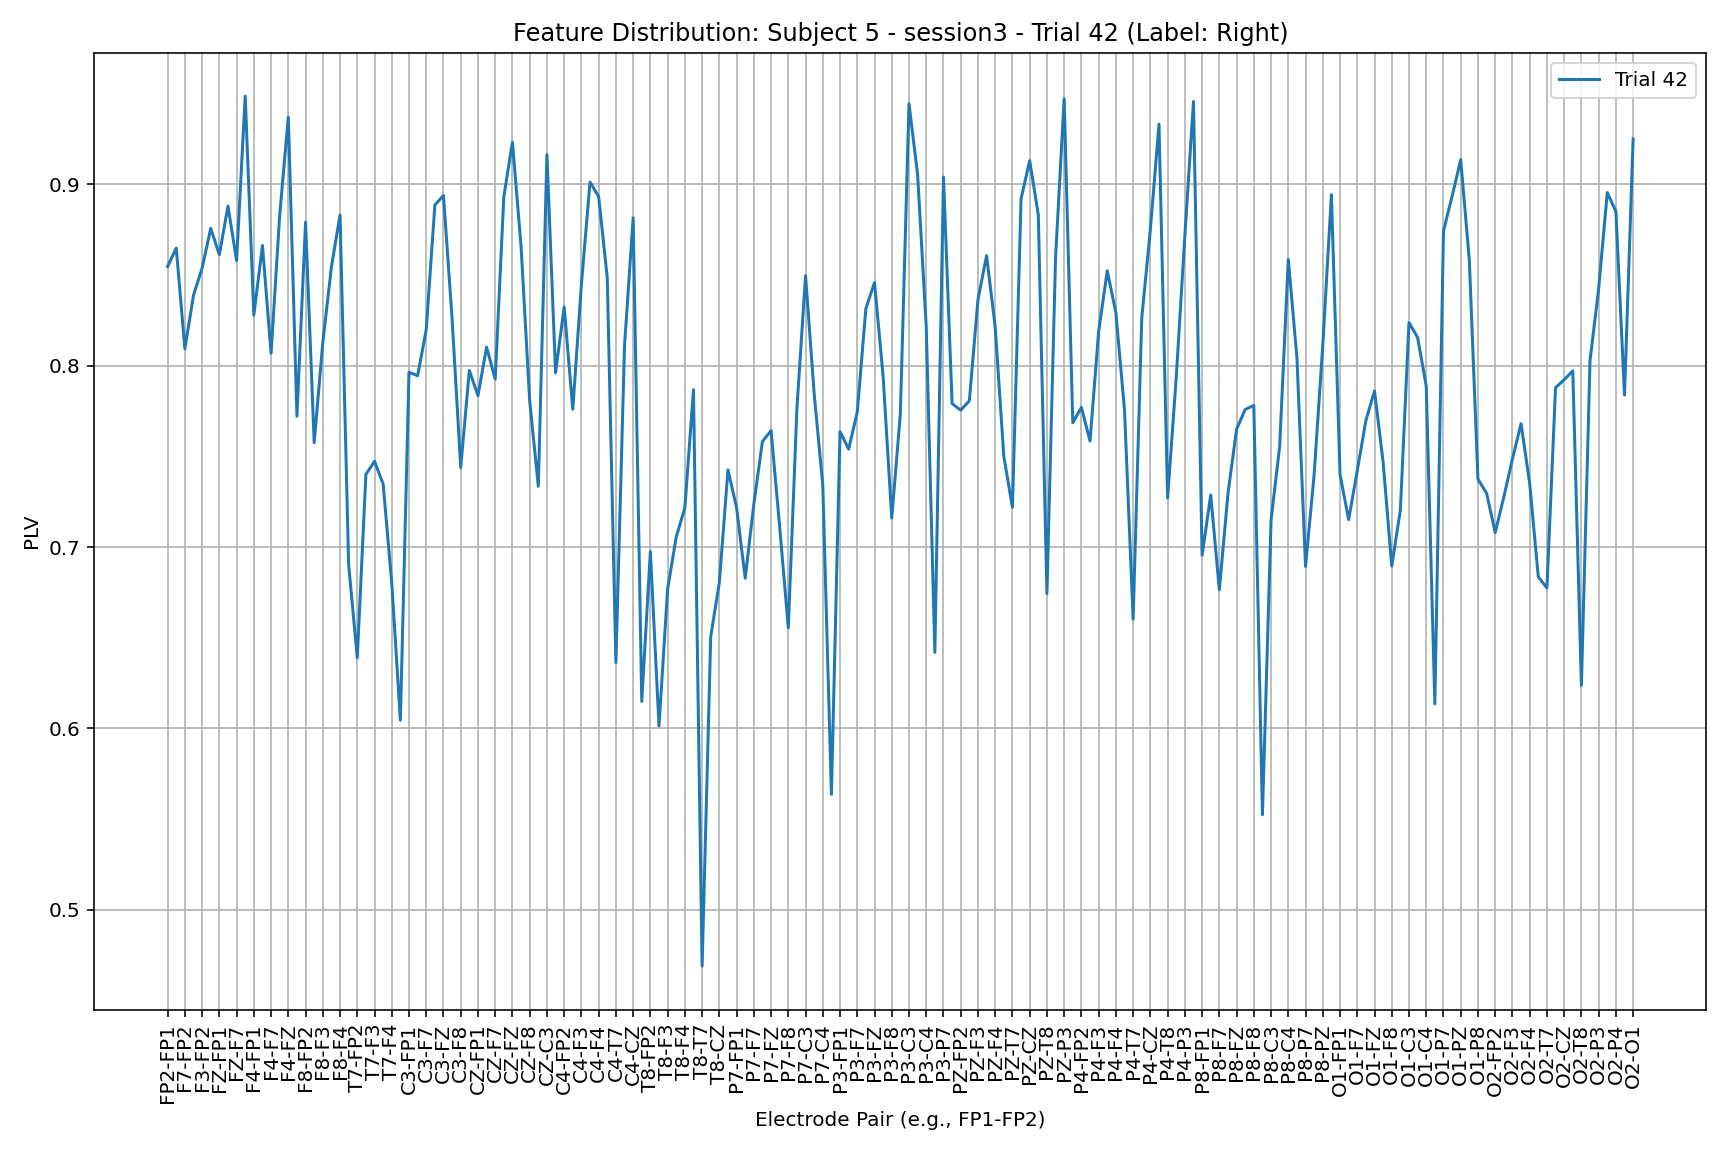 Feature Distribution: Subject 5 - session3 - Trial 42 (Label: Right)
Trial 42
PLV
0.9
0.8
0.7
0.6
0.5
FP2-FP1
F7-FP2
F3-FP2
FZ-FP1
FZ-F7
F4-FP1
F4-F7
F4-FZ
F8-FP2
F8-F3
F8-F4
T7-FP2
T7-F3
T7-F4
C3-FP1
C3-F7
C3-FZ
C3-F8
CZ-FP1
CZ-F7
CZ-FZ
CZ-F8
CZ-C3
C4-FP2
C4-F3
C4-F4
C4-T7
C4-CZ
T8-FP2
T8-F3
T8-F4
T8-T7
T8-CZ
P7-FP1
P7-F7
P7-FZ
P7-F8
P7-C3
P7-C4
P3-FP1
P3-F7
P3-FZ
P3-F8
P3-C3
P3-C4
P3-P7
PZ-FP2
PZ-F3
PZ-F4
PZ-T7
PZ-CZ
PZ-T8
PZ-P3
P4-FP2
P4-F3
P4-F4
P4-T7
P4-CZ
P4-T8
P4-P3
P8-FP1
P8-F7
P8-FZ
P8-F8
P8-C3
P8-C4
P8-P7
P8-PZ
O1-FP1
O1-F7
O1-FZ
O1-F8
O1-C3
O1-C4
O1-P7
O1-PZ
O1-P8
O2-FP2
O2-F3
O2-F4
O2-T7
O2-CZ
O2-T8
O2-P3
O2-P4
O2-O1
Electrode Pair (e.g., FP1-FP2)